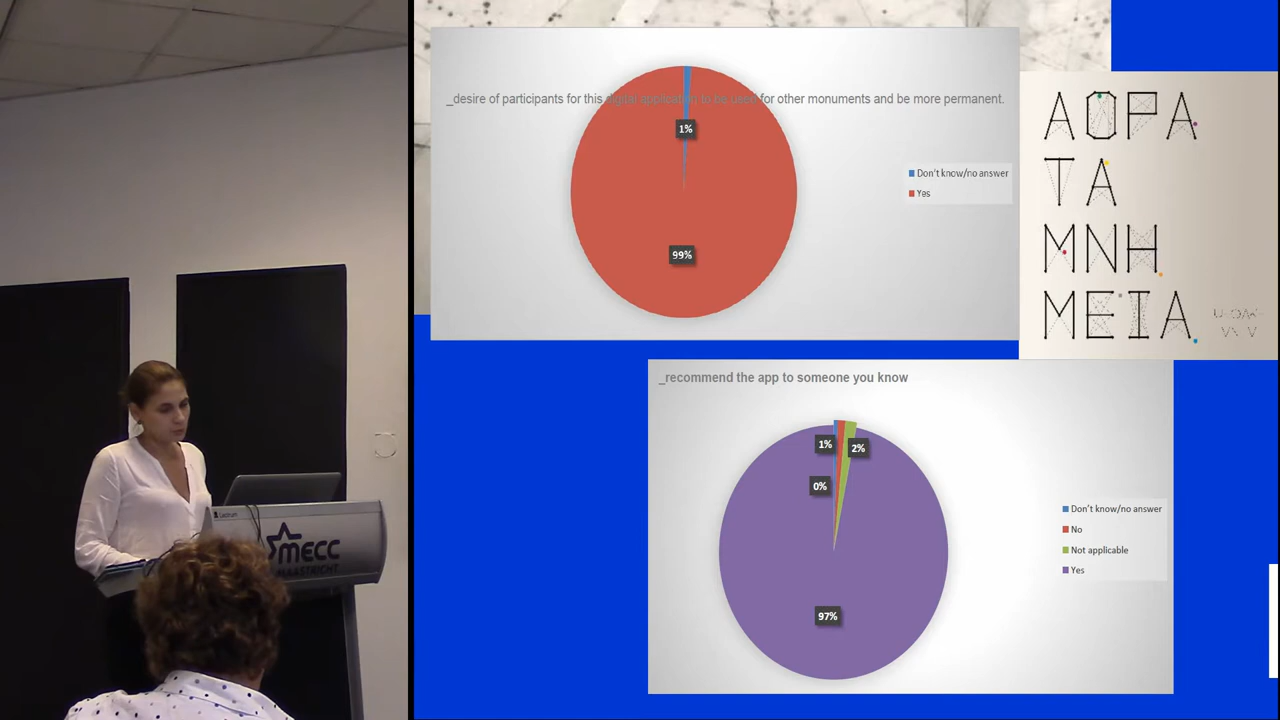 _desire of participants for this digital application to be used for other monuments and be more permanent.
1%
99%
Don't know/no answer
Yes
ΑΟΡΑ
ΤΑ
ΜΝΗ
ΜΕΙΑ
_recommend the app to someone you know
1%
2%
0%
97%
Don't know/no answer
No
Not applicable
Yes
Lectrum
MECC
MAASTRICHT